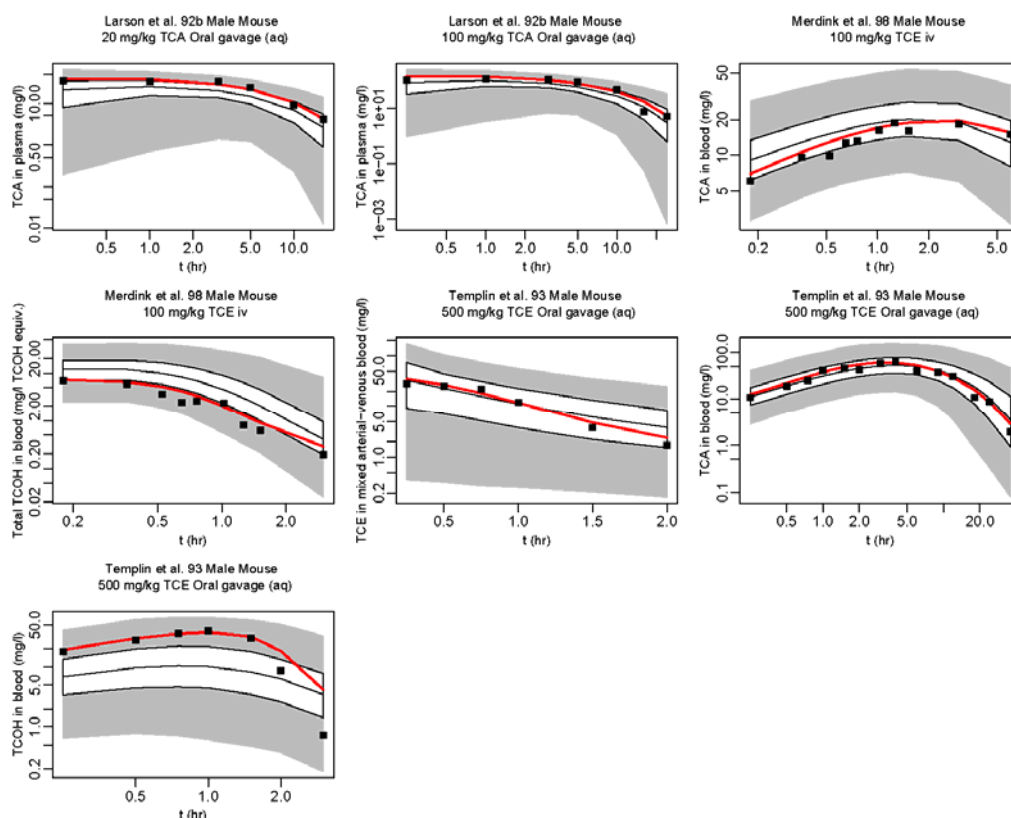 Larson et al. 92b Male Mouse
20 mg/kg TCA Oral gavage (aq)
TCA in plasma (mg/l)
10.00
0.50
0.01
0.5 1.0 2.0 5.0 10.0
t (hr)
Larson et al. 92b Male Mouse
100 mg/kg TCA Oral gavage (aq)
TCA in plasma (mg/l)
1e+01
1e-01
1e-03
0.5 1.0 2.0 5.0 10.0
t (hr)
Merdink et al. 98 Male Mouse
100 mg/kg TCE iv
TCA in blood (mg/l)
50
20
10
5
0.2 0.5 1.0 2.0 5.0
t (hr)
Merdink et al. 98 Male Mouse
100 mg/kg TCE iv
Total TCOH in blood (mg/l TCOH equiv.)
20.00
2.00
0.20
0.02
0.2 0.5 1.0 2.0
t (hr)
Templin et al. 93 Male Mouse
500 mg/kg TCE Oral gavage (aq)
TCE in mixed arterial-venous blood (mg/l)
50.0
5.0
1.0
0.2
0.5 1.0 1.5 2.0
t (hr)
Templin et al. 93 Male Mouse
500 mg/kg TCE Oral gavage (aq)
TCA in blood (mg/l)
100.0
10.0
1.0
0.1
0.5 1.0 2.0 5.0 20.0
t (hr)
Templin et al. 93 Male Mouse
500 mg/kg TCE Oral gavage (aq)
TCOH in blood (mg/l)
50.0
5.0
1.0
0.2
0.5 1.0 2.0
t (hr)